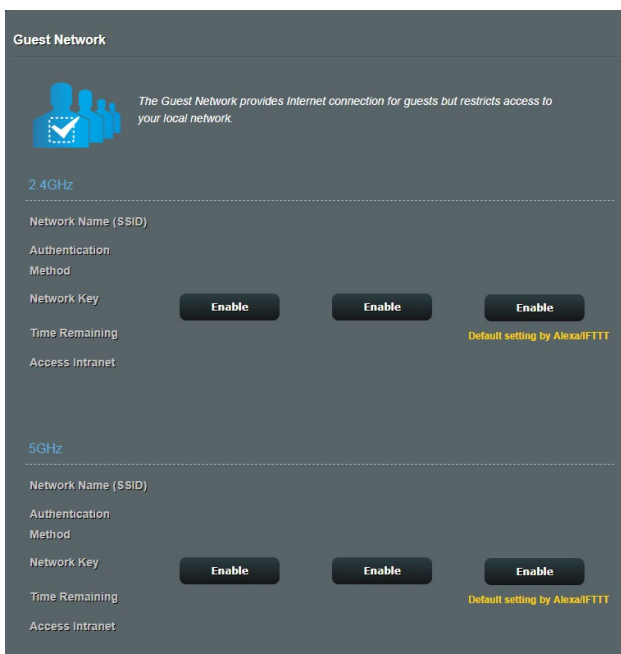 Guest Network
The Guest Network provides Internet connection for guests but restricts access to
your local network.
2.4GHz
Network Name (SSID)
Authentication
Method
Network Key
Enable
Enable
Enable
Time Remaining
Default setting by Alexa/IFTTT
Access Intranet
5GHz
Network Name (SSID)
Authentication
Method
Network Key
Enable
Enable
Enable
Time Remaining
Default setting by Alexa/IFTTT
Access Intranet